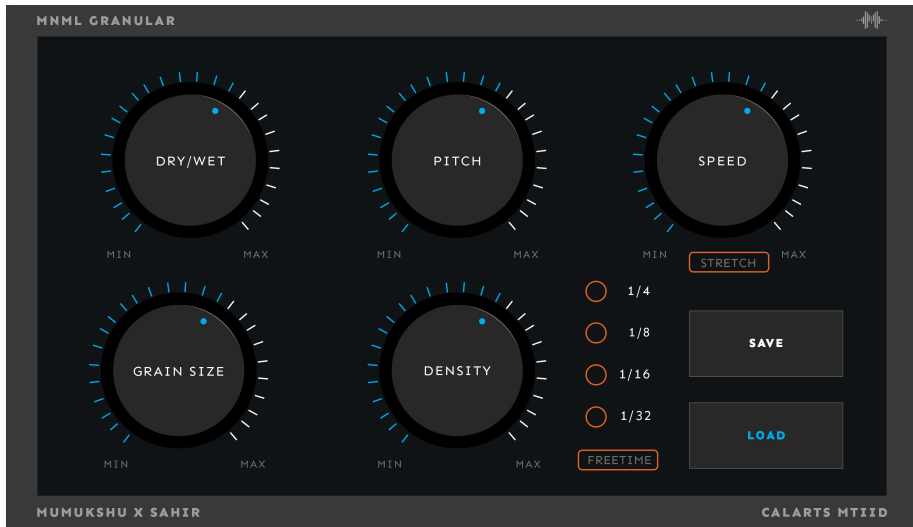 MNML GRANULAR
DRY/WET
PITCH
SPEED
MIN MAX
MIN MAX
MIN MAX
STRETCH
1/4
1/8
1/16
1/32
GRAIN SIZE
DENSITY
SAVE
LOAD
MIN MAX
MIN MAX
FREETIME
MUMUKSHU X SAHIR
CALARTS MTIID